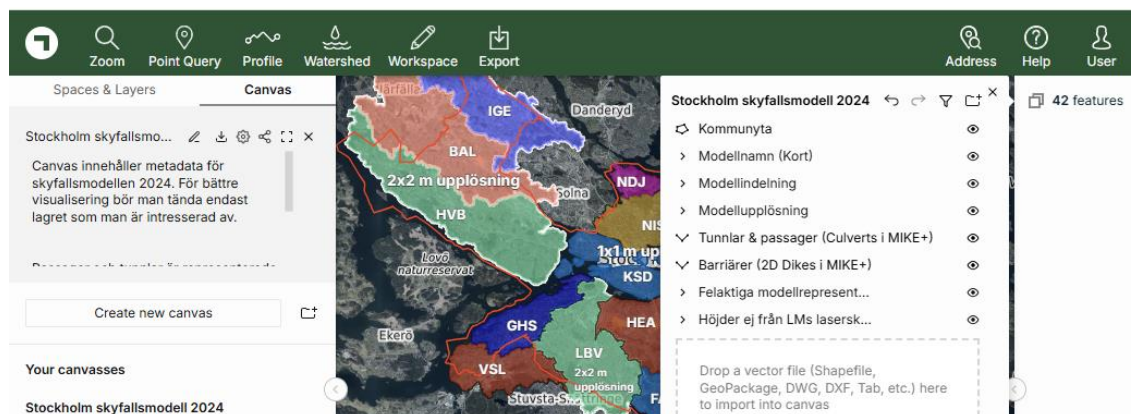 Zoom
Point Query
Profile
Watershed
Workspace
Export
Address
Help
User
Spaces & Layers
Canvas
Stockholm skyfallsmo...
Canvas innehåller metadata för
skyfallsmodellen 2024. För bättre
visualisering bör man tända endast
lagret som man är intresserad av.
Create new canvas
Your canvasses
Stockholm skyfallsmodell 2024
IGE
Danderyd
BAL
2x2 m upplösning
Solna
NDJ
HVB
Lovö
naturreservat
KSD
Ekerö
GHS
HEA
LBV
VSL
2x2 m
upplösning
Stockholm skyfallsmodell 2024
Kommunyta
Modellnamn (Kort)
Modellindelning
Modellupplösning
Tunnlar & passager (Culverts i MIKE+)
Barriärer (2D Dikes i MIKE+)
Felaktiga modellrepresent...
Höjder ej från LMs lasersk...
Drop a vector file (Shapefile,
GeoPackage, DWG, DXF, Tab, etc.) here
to import into canvas
42 features